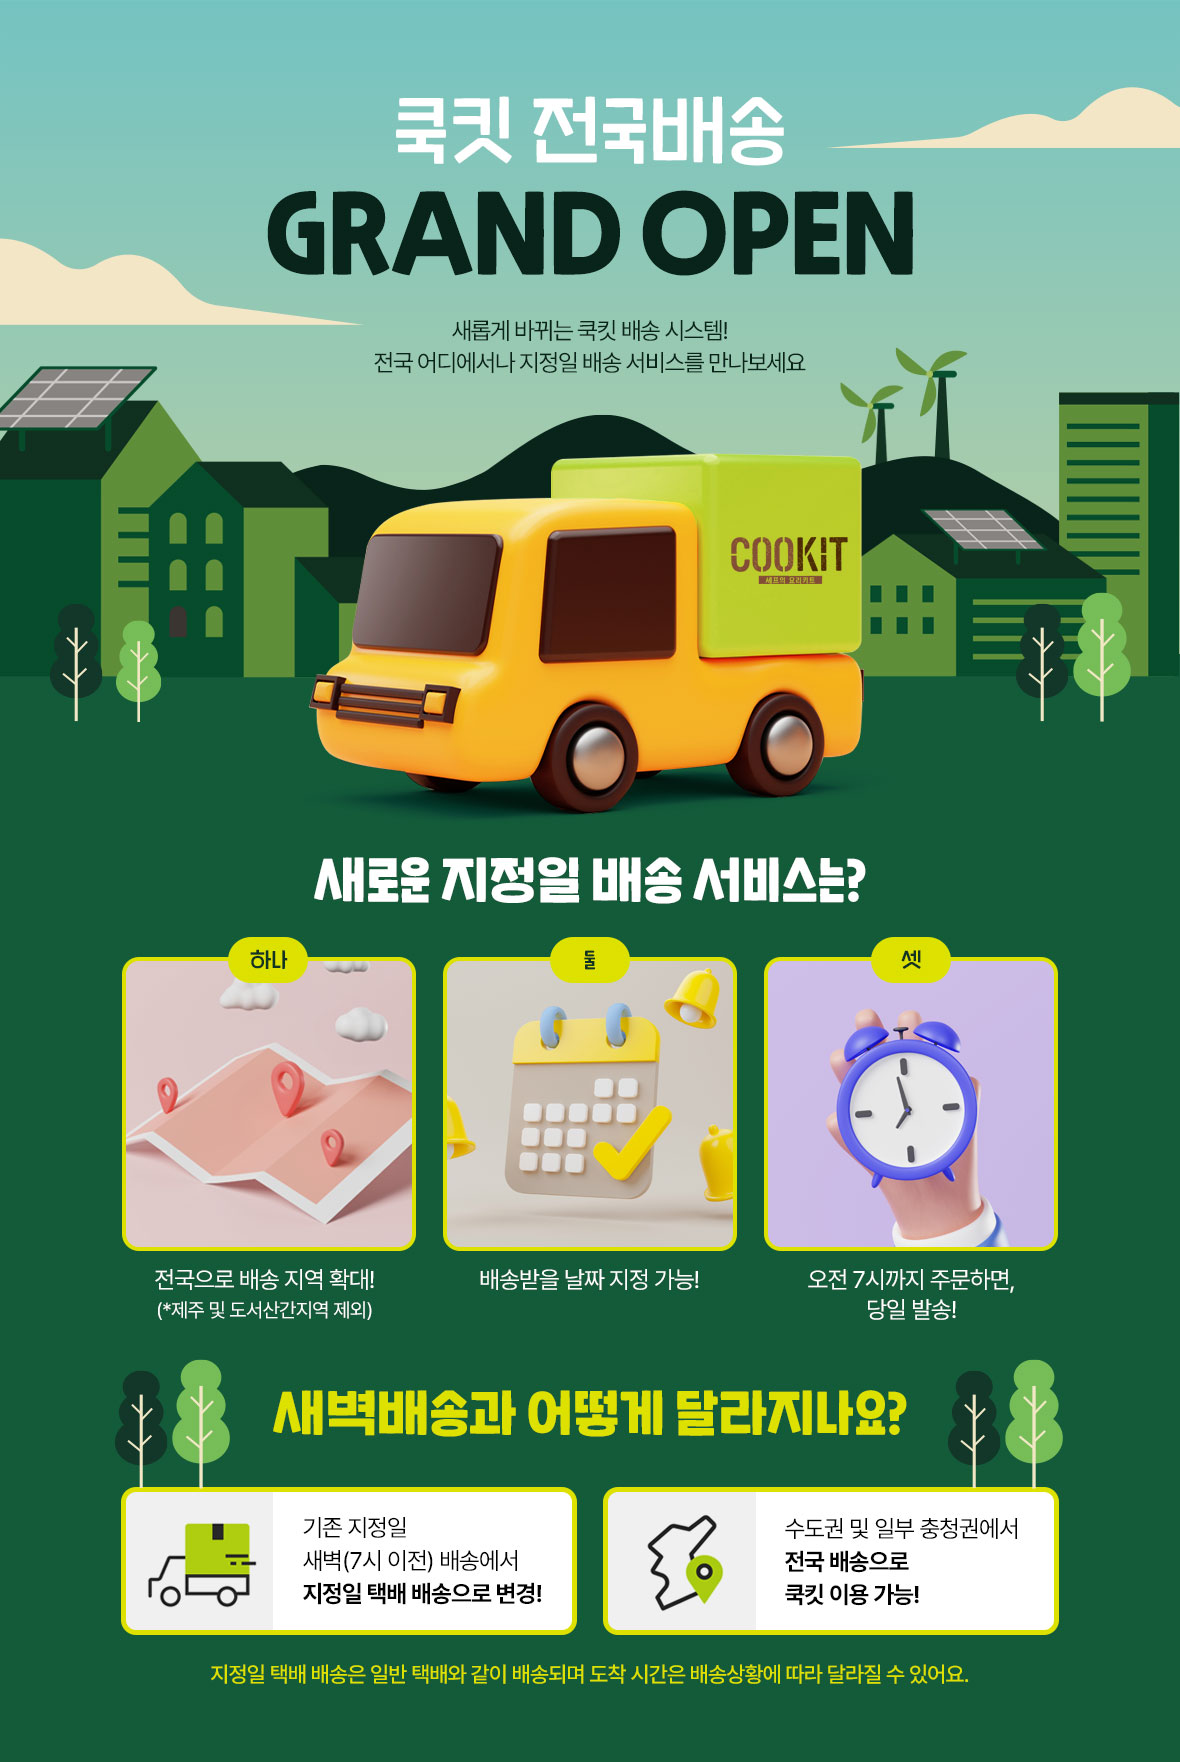 쿡킷 전국배송
GRAND OPEN
새롭게 바뀌는 쿡킷 배송 시스템!
전국 어디에서나 지정일 배송 서비스를 만나보세요
COOKIT
셰프의 요리키트
새로운 지정일 배송 서비스는?
하나
둘
셋
전국으로 배송 지역 확대!
(*제주 및 도서산간지역 제외)
배송받을 날짜 지정 가능!
오전 7시까지 주문하면,
당일 발송!
새벽배송과 어떻게 달라지나요?
기존 지정일
새벽(7시 이전) 배송에서
지정일 택배 배송으로 변경!
수도권 및 일부 충청권에서
전국 배송으로
쿡킷 이용 가능!
지정일 택배 배송은 일반 택배와 같이 배송되며 도착 시간은 배송상황에 따라 달라질 수 있어요.